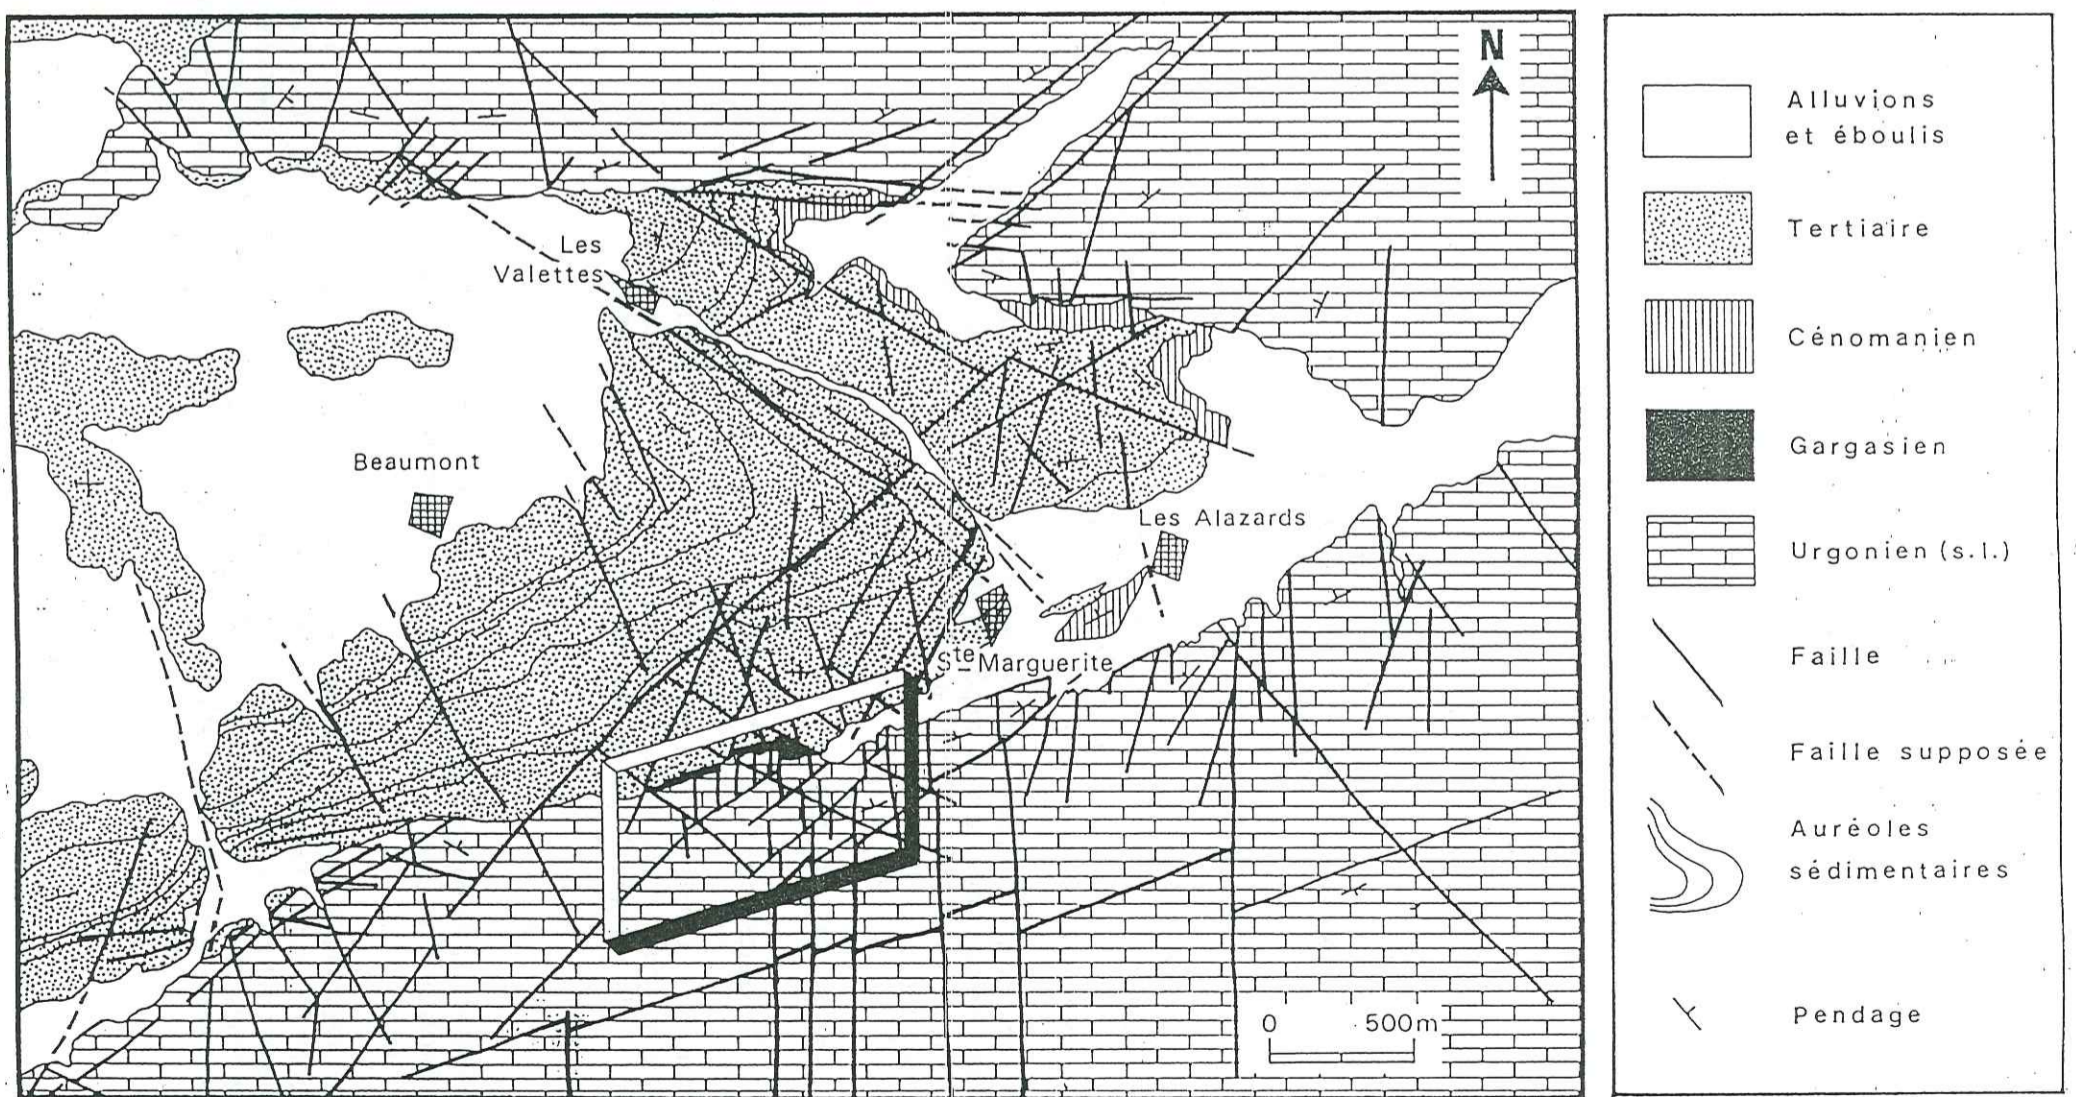 N
Les
Valettes
Beaumont
Les Alazards
Ste Marguerite
0 500m
Alluvions
et éboulis
Tertiaire
Cénomanien
Gargasien
Urgonien (s.l.)
Faille
Faille supposée
Auréoles
sédimentaires
Pendage